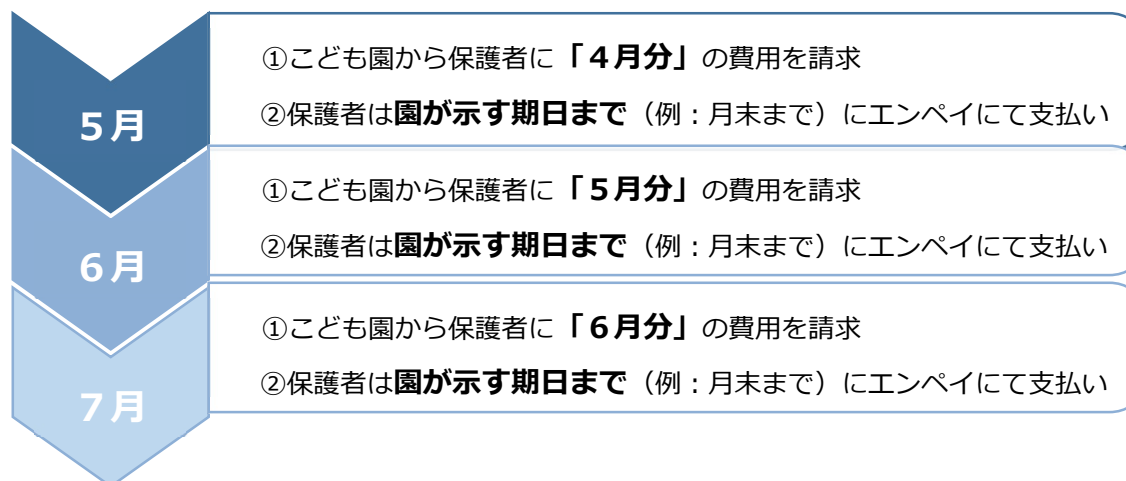 5月
①こども園から保護者に「４月分」の費用を請求
②保護者は園が示す期日まで（例：月末まで）にエンペイにて支払い
６月
①こども園から保護者に「５月分」の費用を請求
②保護者は園が示す期日まで（例：月末まで）にエンペイにて支払い
７月
①こども園から保護者に「６月分」の費用を請求
②保護者は園が示す期日まで（例：月末まで）にエンペイにて支払い